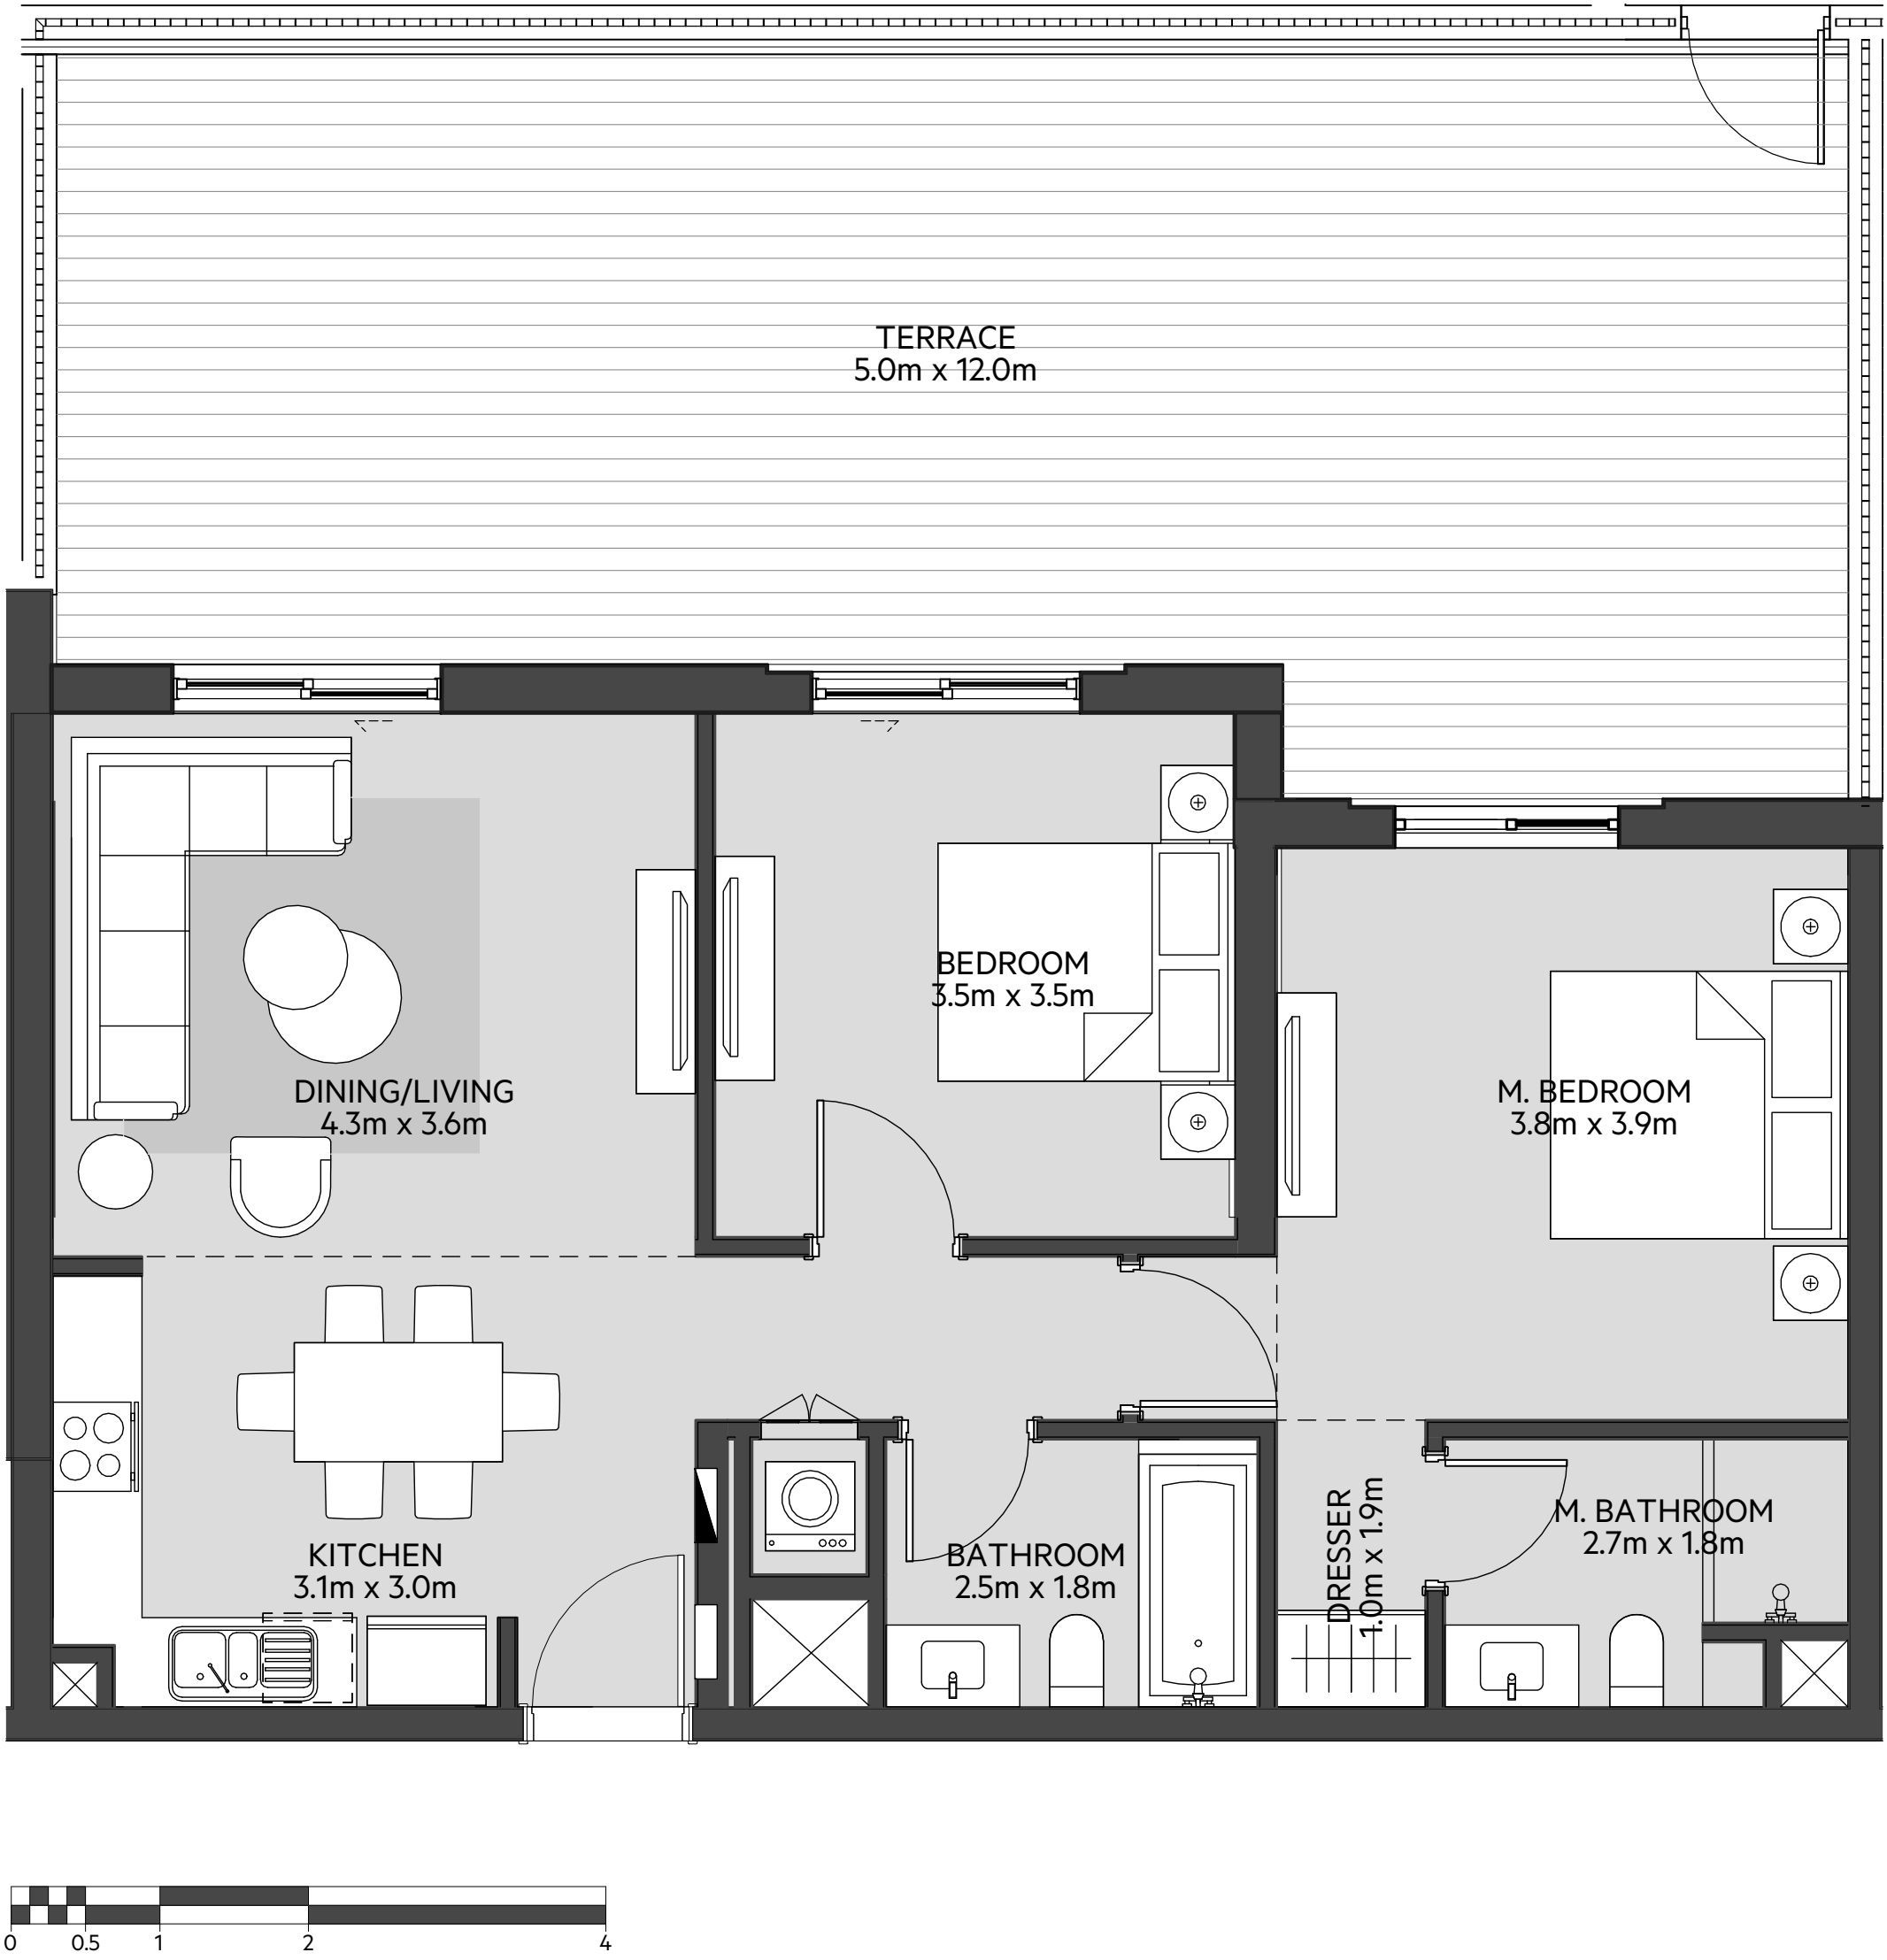 TERRACE
5.0m x 12.0m
BEDROOM
3.5m x 3.5m
DINING/LIVING
4.3m x 3.6m
M. BEDROOM
3.8m x 3.9m
KITCHEN
3.1m x 3.0m
BATHROOM
2.5m x 1.8m
DRESSER
1.0m x 1.9m
M. BATHROOM
2.7m x 1.8m
0 0.5 1 2 4